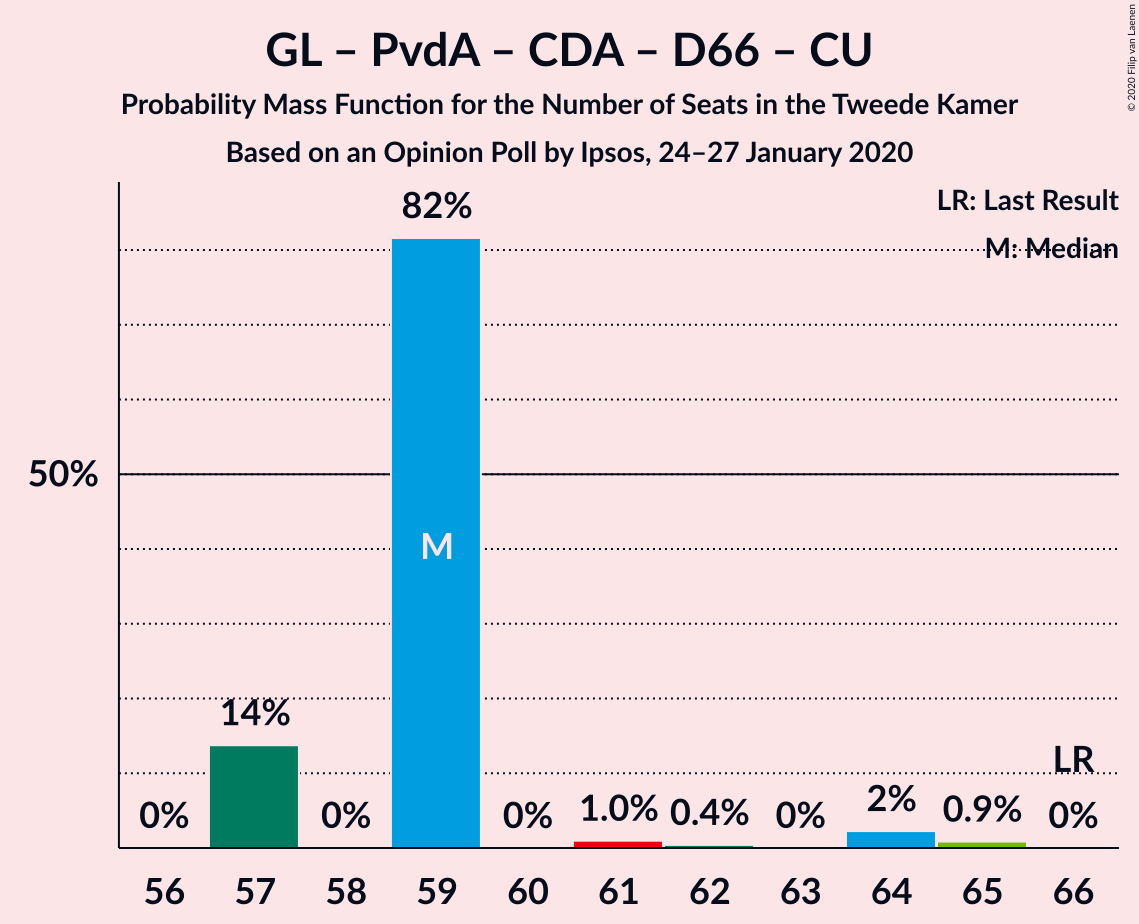 GL – PvdA – CDA – D66 – CU
Probability Mass Function for the Number of Seats in the Tweede Kamer
Based on an Opinion Poll by Ipsos, 24–27 January 2020
© 2020 Filip van Laenen
LR: Last Result
M: Median
82%
50%
M
14%
LR
0% 0% 0% 1.0% 0.4% 0% 2% 0.9% 0%
56 57 58 59 60 61 62 63 64 65 66